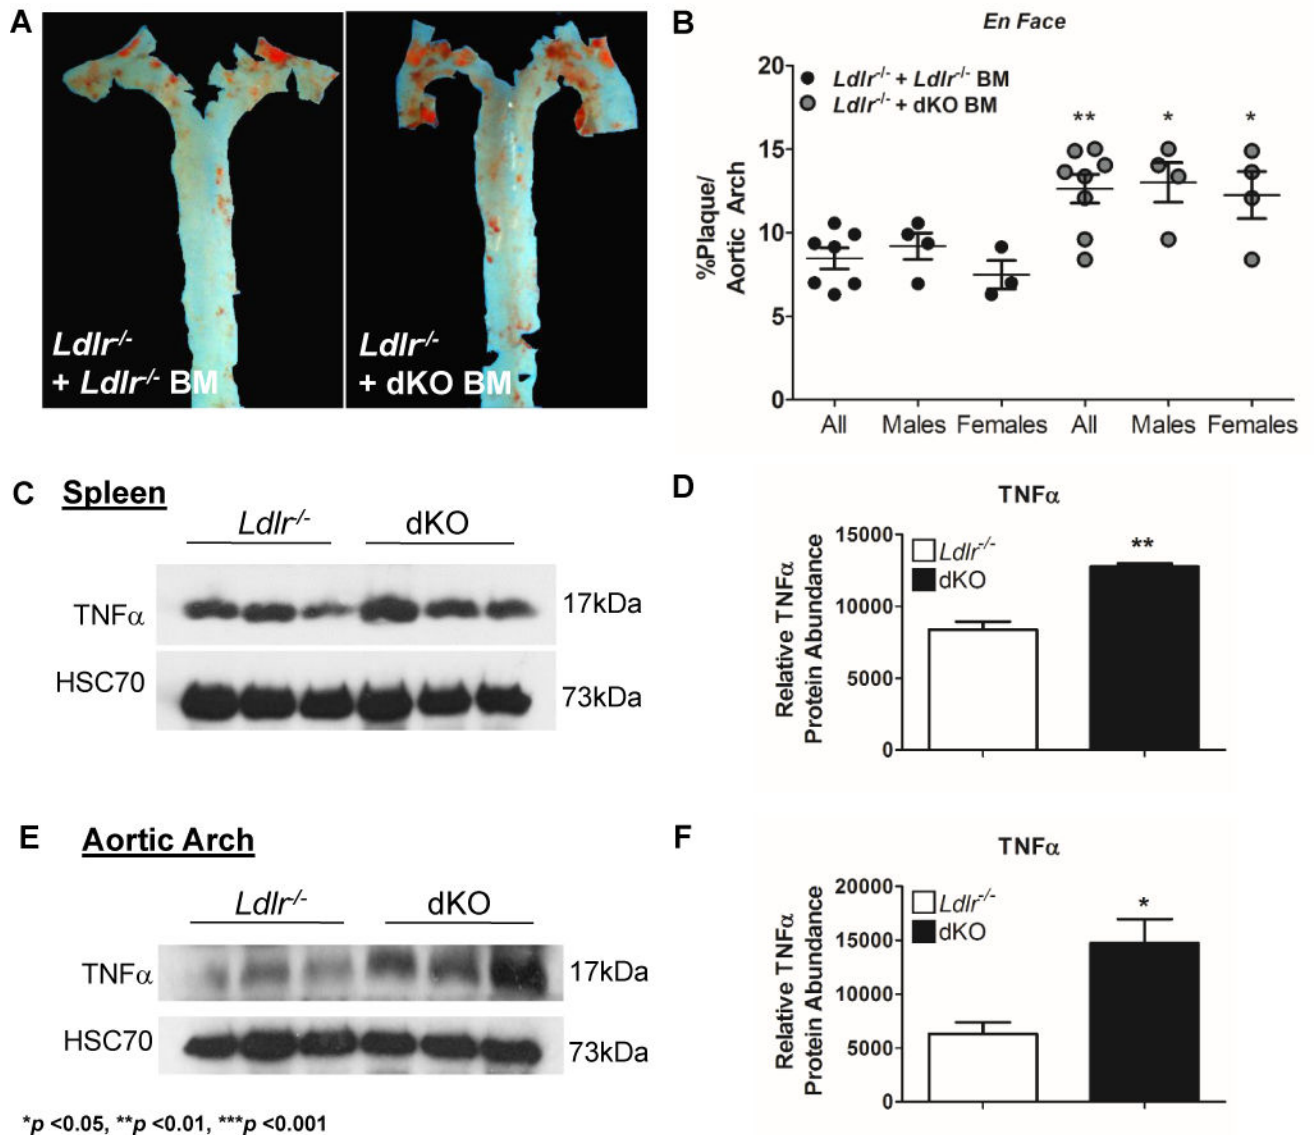 A
Ldlr-/-
+ Ldlr-/- BM
Ldlr-/-
+ dKO BM
B
En Face
Ldlr-/- + Ldlr-/- BM
Ldlr-/- + dKO BM
%Plaque/
Aortic Arch
20
15
10
5
0
** * *
All Males Females All Males Females
C Spleen
Ldlr-/- dKO
TNFα 17kDa
HSC70 73kDa
D
TNFα
Relative TNFα
Protein Abundance
15000
10000
5000
0
Ldlr-/-
dKO
**
E Aortic Arch
Ldlr-/- dKO
TNFα 17kDa
HSC70 73kDa
F
TNFα
Relative TNFα
Protein Abundance
20000
15000
10000
5000
0
Ldlr-/-
dKO
*
*p <0.05, **p <0.01, ***p <0.001